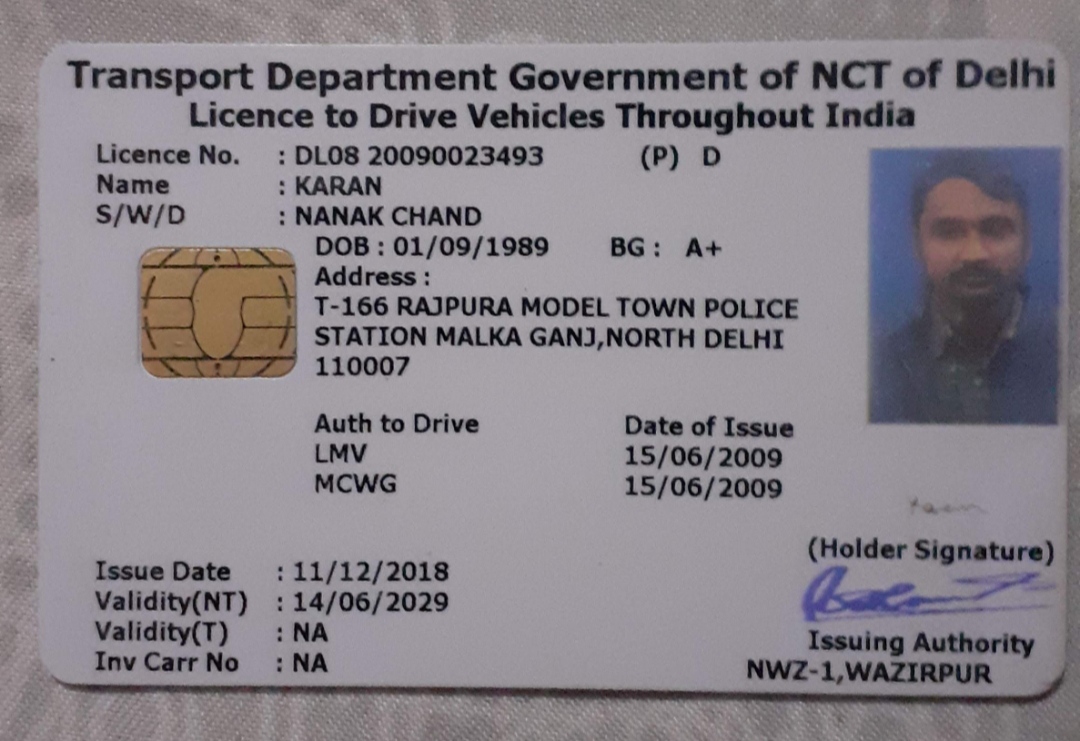 Transport Department Government of NCT of Delhi
Licence to Drive Vehicles Throughout India
Licence No. : DL08 20090023493 (P) D
Name : KARAN
S/W/D : NANAK CHAND
DOB : 01/09/1989 BG : A+
Address :
T-166 RAJPURA MODEL TOWN POLICE
STATION MALKA GANJ,NORTH DELHI
110007
Auth to Drive Date of Issue
LMV 15/06/2009
MCWG 15/06/2009
(Holder Signature)
Issue Date : 11/12/2018
Validity(NT) : 14/06/2029
Validity(T) : NA
Issuing Authority
Inv Carr No : NA
NWZ-1,WAZIRPUR